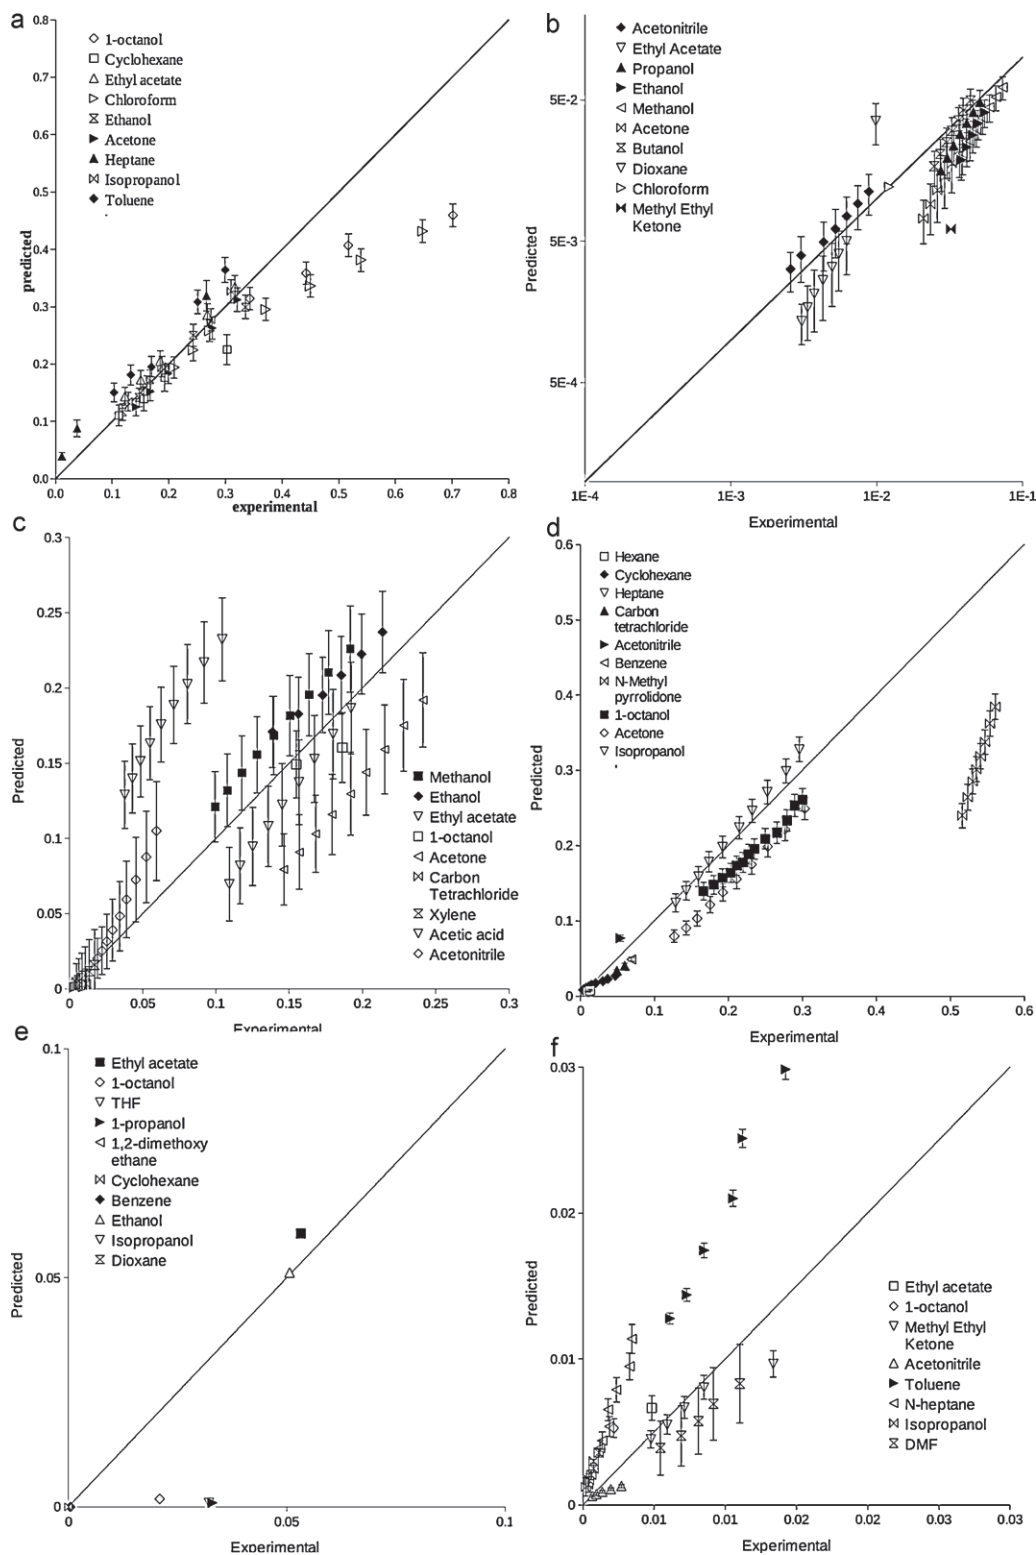 a
0.8
0.7
0.6
0.5
0.4
0.3
0.2
0.1
0.0
predicted
1-octanol
Cyclohexane
Ethyl acetate
Chloroform
Ethanol
Acetone
Heptane
Isopropanol
Toluene
0.0 0.1 0.2 0.3 0.4 0.5 0.6 0.7 0.8
experimental
b
5E-2
5E-3
5E-4
Predicted
Acetonitrile
Ethyl Acetate
Propanol
Ethanol
Methanol
Acetone
Butanol
Dioxane
Chloroform
Methyl Ethyl
Ketone
1E-4 1E-3 1E-2 1E-1
Experimental
c
0.3
0.25
0.2
0.15
0.1
0.05
0
Predicted
Methanol
Ethanol
Ethyl acetate
1-octanol
Acetone
Carbon
Tetrachloride
Xylene
Acetic acid
Acetonitrile
0 0.05 0.1 0.15 0.2 0.25 0.3
Experimental
d
0.6
0.5
0.4
0.3
0.2
0.1
0
Predicted
Hexane
Cyclohexane
Heptane
Carbon
tetrachloride
Acetonitrile
Benzene
N-Methyl
pyrrolidone
1-octanol
Acetone
Isopropanol
0 0.1 0.2 0.3 0.4 0.5 0.6
Experimental
e
0.1
0.05
0
Predicted
Ethyl acetate
1-octanol
THF
1-propanol
1,2-dimethoxy
ethane
Cyclohexane
Benzene
Ethanol
Isopropanol
Dioxane
0 0.05 0.1
Experimental
f
0.03
0.02
0.01
0
Predicted
Ethyl acetate
1-octanol
Methyl Ethyl
Ketone
Acetonitrile
Toluene
N-heptane
Isopropanol
DMF
0 0.01 0.01 0.02 0.02 0.03 0.03
Experimental